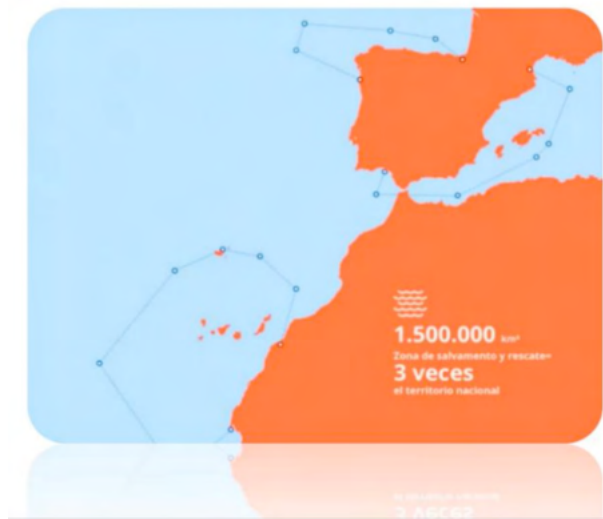 1.500.000 km²
Zona de salvamento y rescate=
3 veces
el territorio nacional